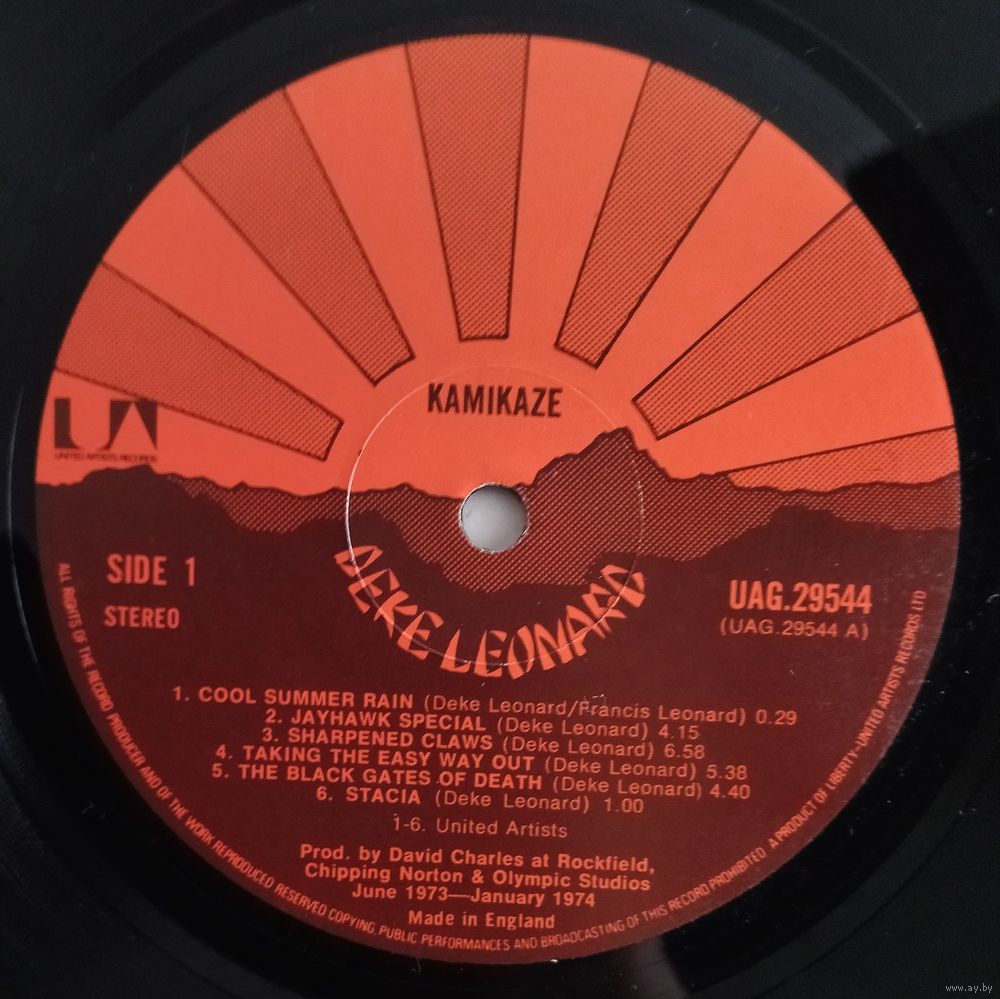 KAMIKAZE
UA
UNITED ARTISTS RECORDS
SIDE 1
STEREO
DEKE LEONARD
UAG.29544
(UAG.29544 A)
1. COOL SUMMER RAIN (Deke Leonard/Francis Leonard) 0.29
2. JAYHAWK SPECIAL (Deke Leonard) 4.15
3. SHARPENED CLAWS (Deke Leonard) 6.58
4. TAKING THE EASY WAY OUT (Deke Leonard) 5.38
5. THE BLACK GATES OF DEATH (Deke Leonard) 4.40
6. STACIA (Deke Leonard) 1.00
1-6. United Artists
Prod. by David Charles at Rockfield,
Chipping Norton & Olympic Studios
June 1973—January 1974
Made in England
ALL RIGHTS OF THE RECORD PRODUCER AND OF THE WORK REPRODUCED RESERVED COPYING, PUBLIC PERFORMANCES AND BROADCASTING OF THIS RECORD PROHIBITED A PRODUCT OF LIBERTY-UNITED ARTISTS RECORDS LTD
www.ay.by